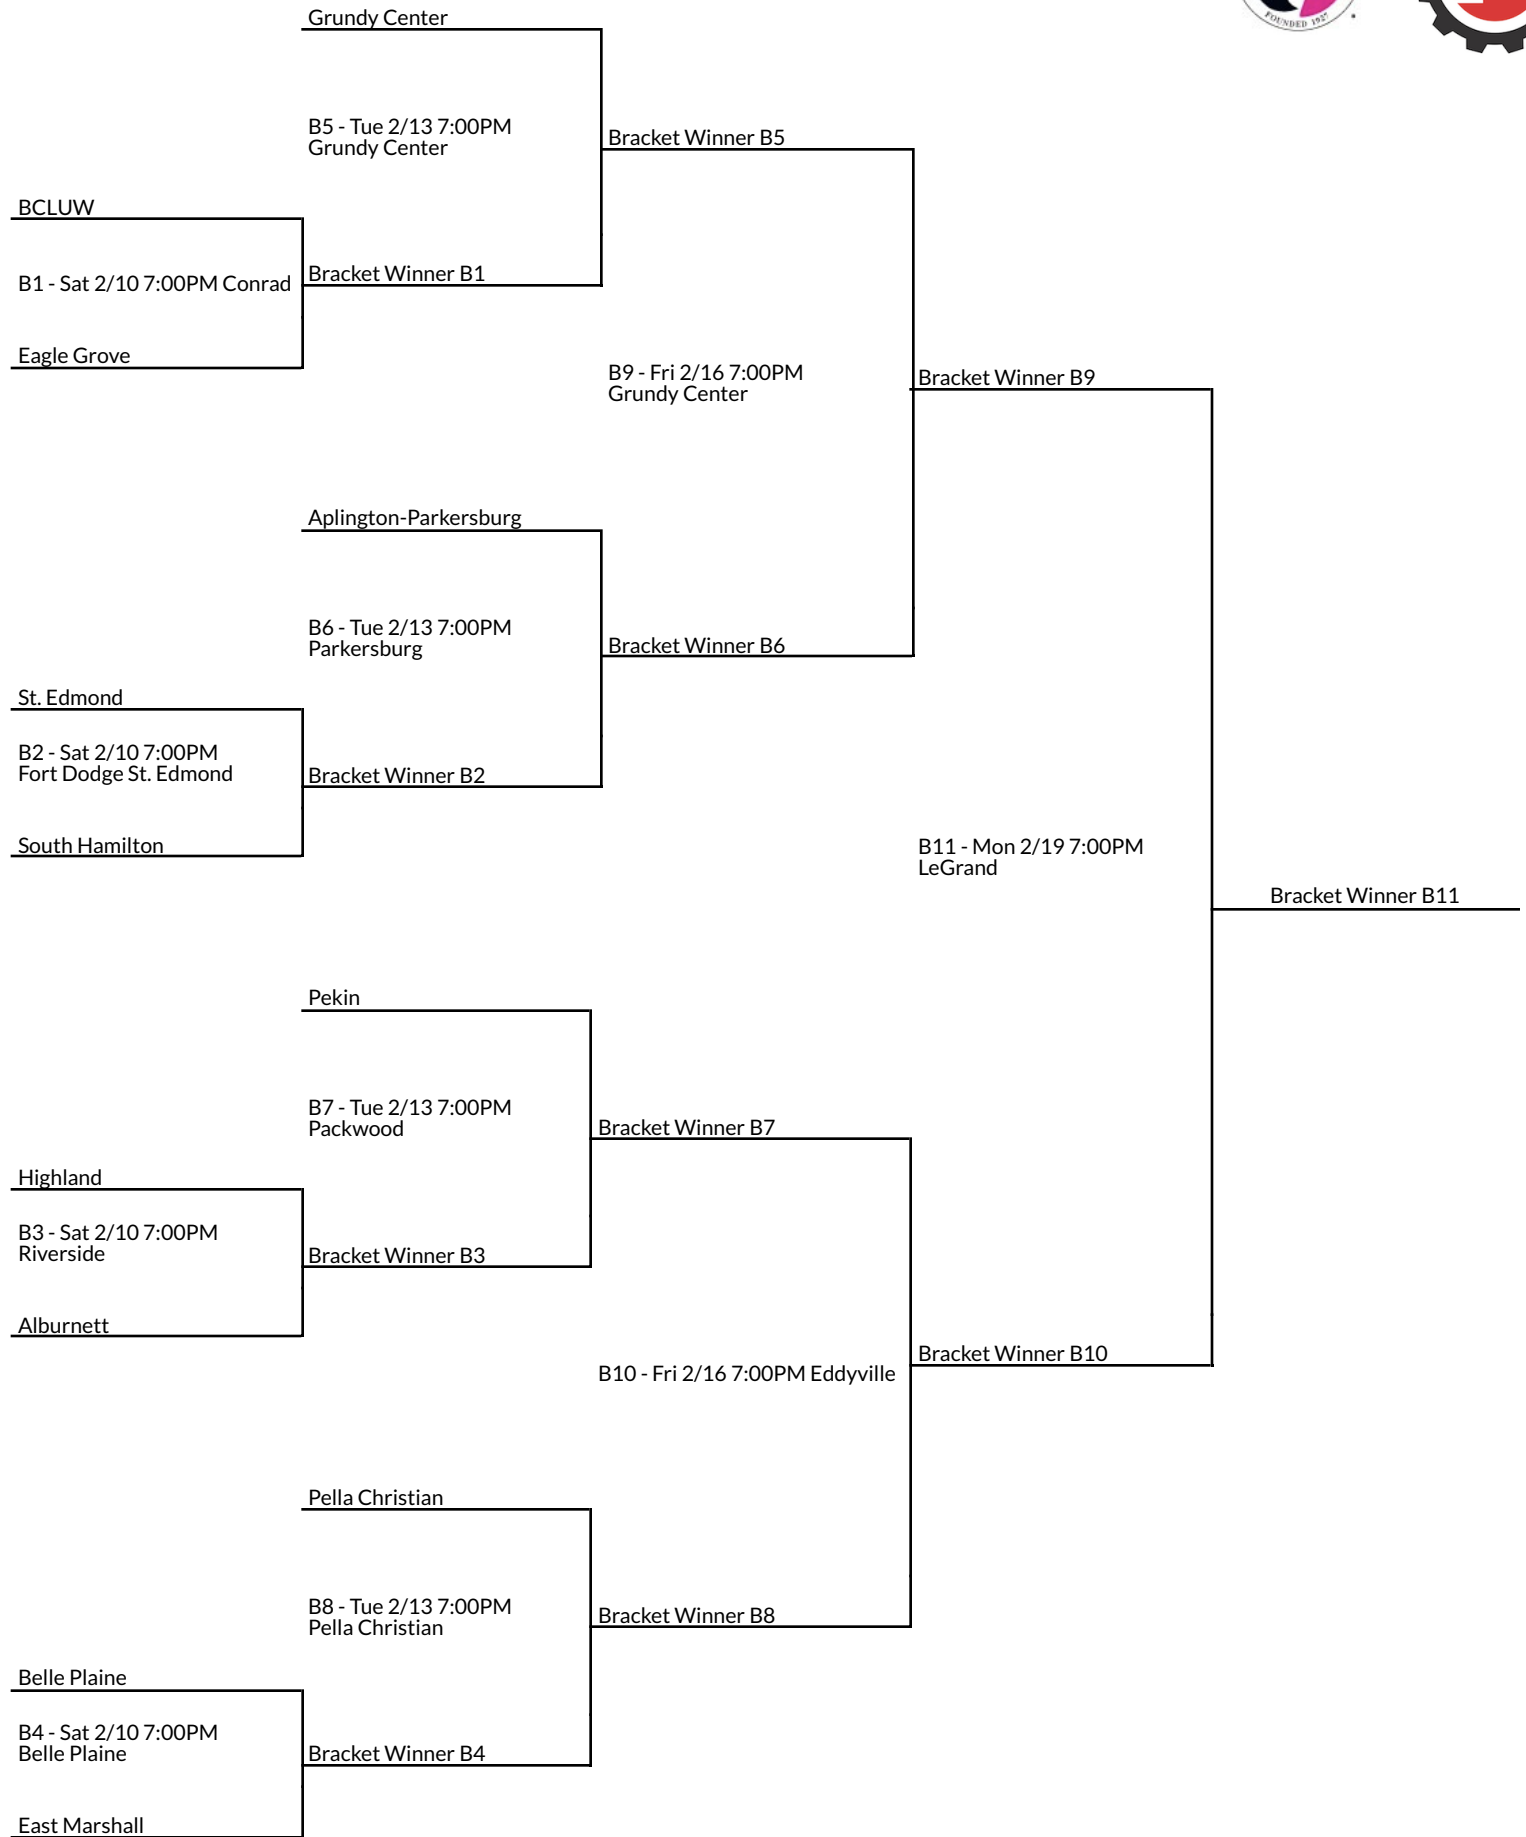 Grundy Center
FOUNDED 1927
B5 - Tue 2/13 7:00PM
Grundy Center
Bracket Winner B5
BCLUW
B1 - Sat 2/10 7:00PM Conrad
Bracket Winner B1
Eagle Grove
B9 - Fri 2/16 7:00PM
Grundy Center
Bracket Winner B9
Aplington-Parkersburg
B6 - Tue 2/13 7:00PM
Parkersburg
Bracket Winner B6
St. Edmond
B2 - Sat 2/10 7:00PM
Fort Dodge St. Edmond
Bracket Winner B2
South Hamilton
B11 - Mon 2/19 7:00PM
LeGrand
Bracket Winner B11
Pekin
B7 - Tue 2/13 7:00PM
Packwood
Bracket Winner B7
Highland
B3 - Sat 2/10 7:00PM
Riverside
Bracket Winner B3
Alburnett
B10 - Fri 2/16 7:00PM Eddyville
Bracket Winner B10
Pella Christian
B8 - Tue 2/13 7:00PM
Pella Christian
Bracket Winner B8
Belle Plaine
B4 - Sat 2/10 7:00PM
Belle Plaine
Bracket Winner B4
East Marshall